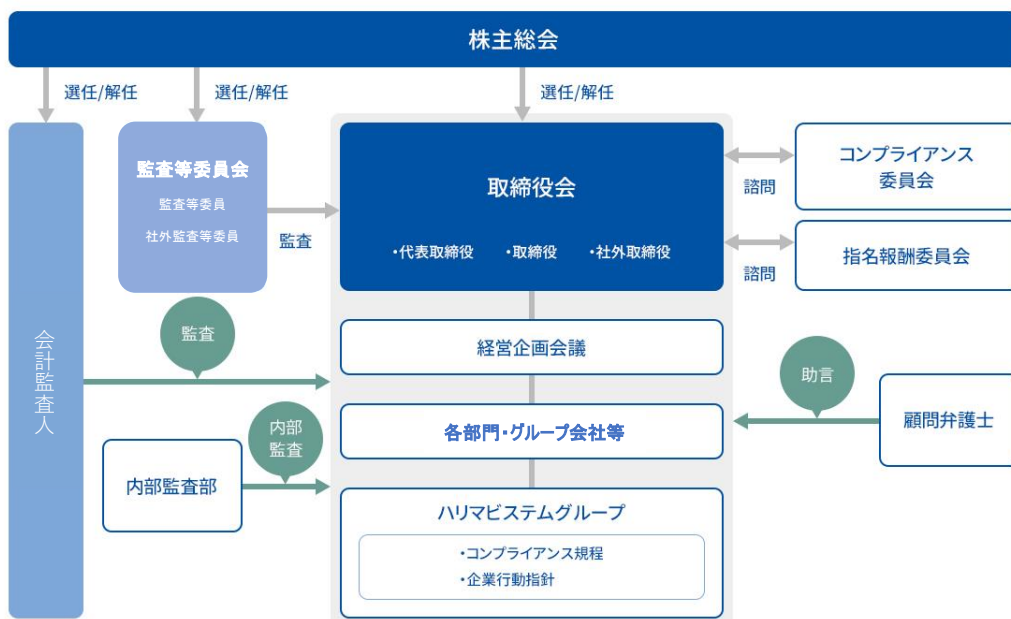 株主総会
選任/解任
選任/解任
選任/解任
監査等委員会
監査等委員
社外監査等委員
監査
取締役会
・代表取締役
・取締役
・社外取締役
諮問
コンプライアンス
委員会
諮問
指名報酬委員会
会計監査人
監査
経営企画会議
助言
顧問弁護士
各部門・グループ会社等
内部
監査
内部監査部
ハリマビステムグループ
・コンプライアンス規程
・企業行動指針